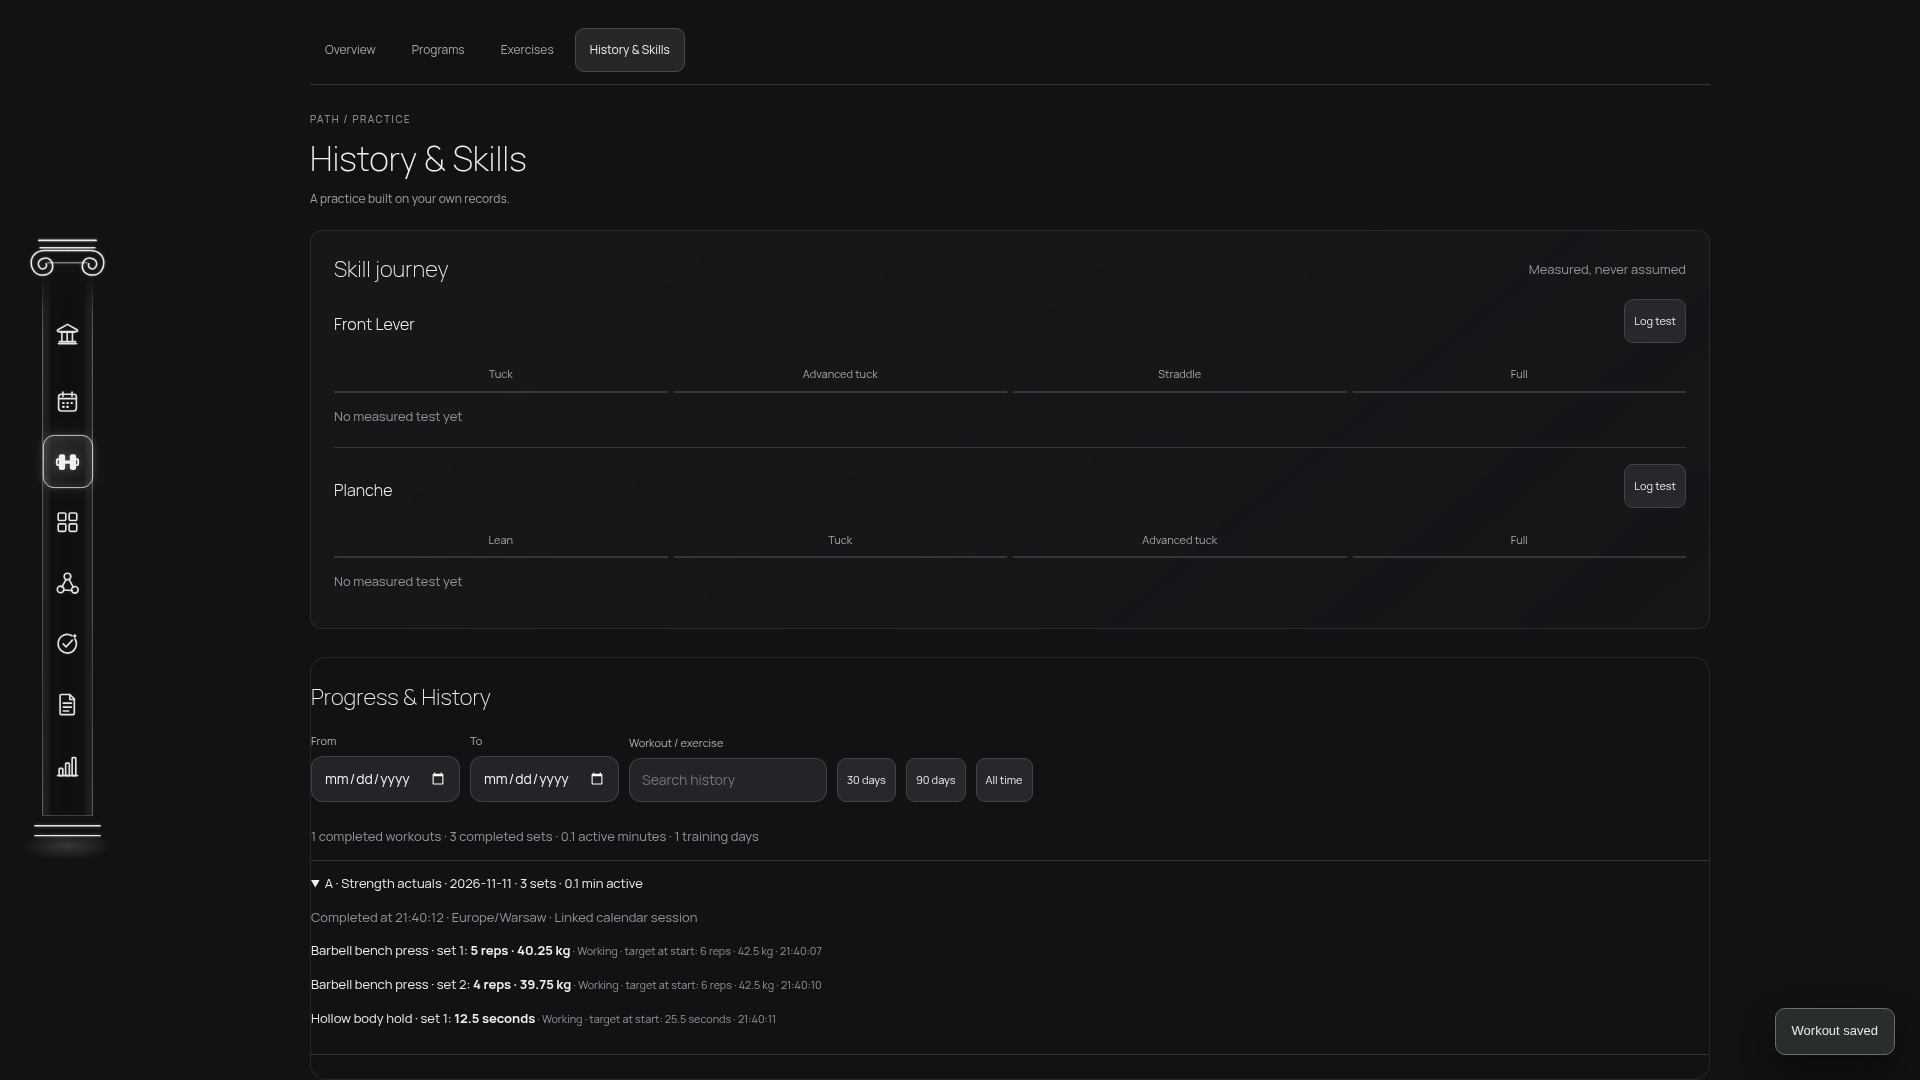 Overview Programs Exercises History & Skills
PATH / PRACTICE
History & Skills
A practice built on your own records.
Skill journey Measured, never assumed
Front Lever Log test
Tuck Advanced tuck Straddle Full
No measured test yet
Planche Log test
Lean Tuck Advanced tuck Full
No measured test yet
Progress & History
From To Workout / exercise
mm/dd/yyyy mm/dd/yyyy Search history 30 days 90 days All time
1 completed workouts · 3 completed sets · 0.1 active minutes · 1 training days
▼ A · Strength actuals · 2026-11-11 · 3 sets · 0.1 min active
Completed at 21:40:12 · Europe/Warsaw · Linked calendar session
Barbell bench press · set 1: 5 reps · 40.25 kg · Working · target at start: 6 reps · 42.5 kg · 21:40:07
Barbell bench press · set 2: 4 reps · 39.75 kg · Working · target at start: 6 reps · 42.5 kg · 21:40:10
Hollow body hold · set 1: 12.5 seconds · Working · target at start: 25.5 seconds · 21:40:11
Workout saved